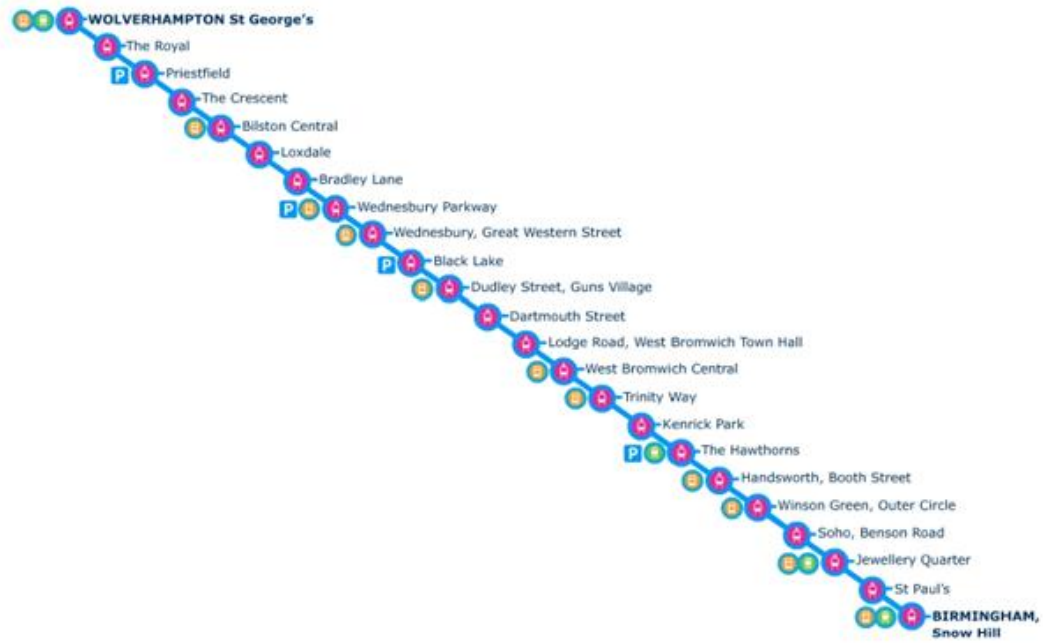 WOLVERHAMPTON St George's
The Royal
P Priestfield
The Crescent
Bilston Central
Loxdale
Bradley Lane
P Wednesbury Parkway
Wednesbury, Great Western Street
P Black Lake
Dudley Street, Guns Village
Dartmouth Street
Lodge Road, West Bromwich Town Hall
West Bromwich Central
Trinity Way
Kenrick Park
P The Hawthorns
Handsworth, Booth Street
Winson Green, Outer Circle
Soho, Benson Road
Jewellery Quarter
St Paul's
BIRMINGHAM,
Snow Hill